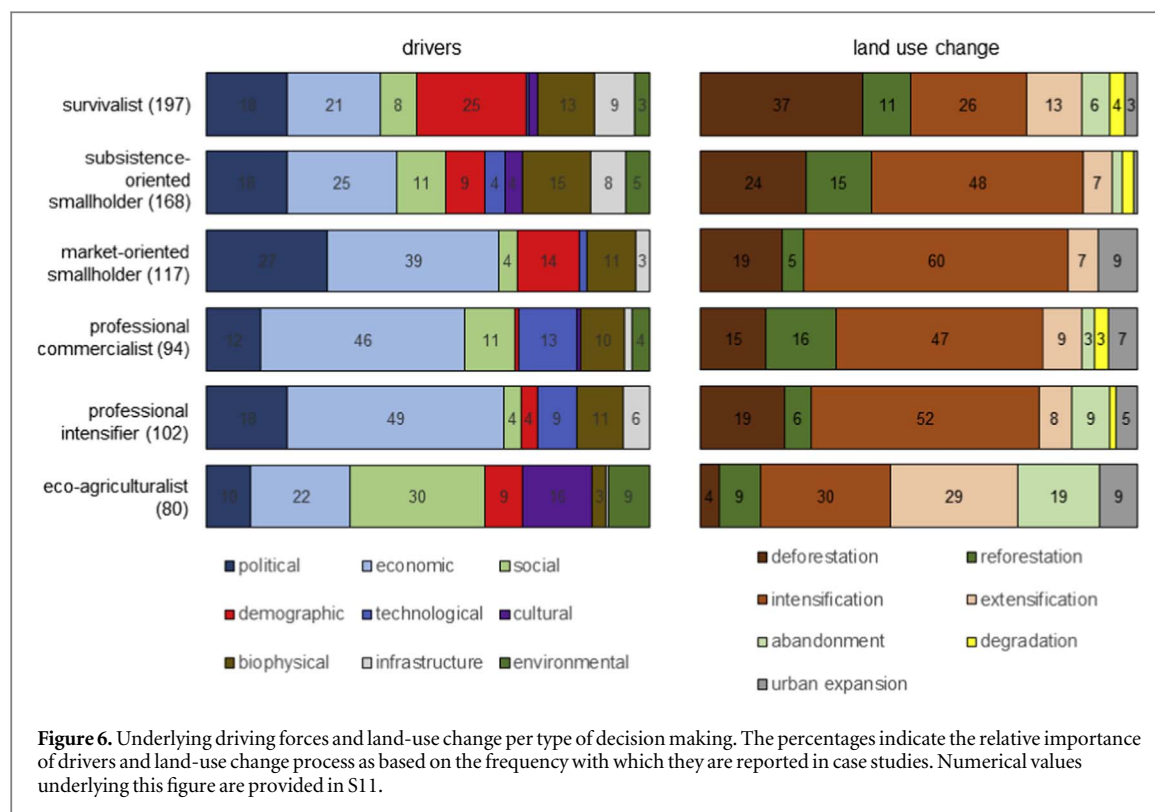 drivers
land use change
survivalist (197)
18 21 8 25 13 9 3
37 11 26 13 6 4 3
subsistence-
oriented
smallholder (168)
18 25 11 9 4 4 15 8 5
24 15 48 7
market-oriented
smallholder (117)
27 39 4 14 11 3
19 5 60 7 9
professional
commercialist (94)
12 46 11 13 10 4
15 16 47 9 3 3 7
professional
intensifier (102)
18 49 4 4 9 11 6
19 6 52 8 9 5
eco-agriculturalist
(80)
10 22 30 9 16 3 9
4 9 30 29 19 9
political economic social
demographic technological cultural
biophysical infrastructure environmental
deforestation reforestation
intensification extensification
abandonment degradation
urban expansion
Figure 6. Underlying driving forces and land-use change per type of decision making. The percentages indicate the relative importance
of drivers and land-use change process as based on the frequency with which they are reported in case studies. Numerical values
underlying this figure are provided in S11.